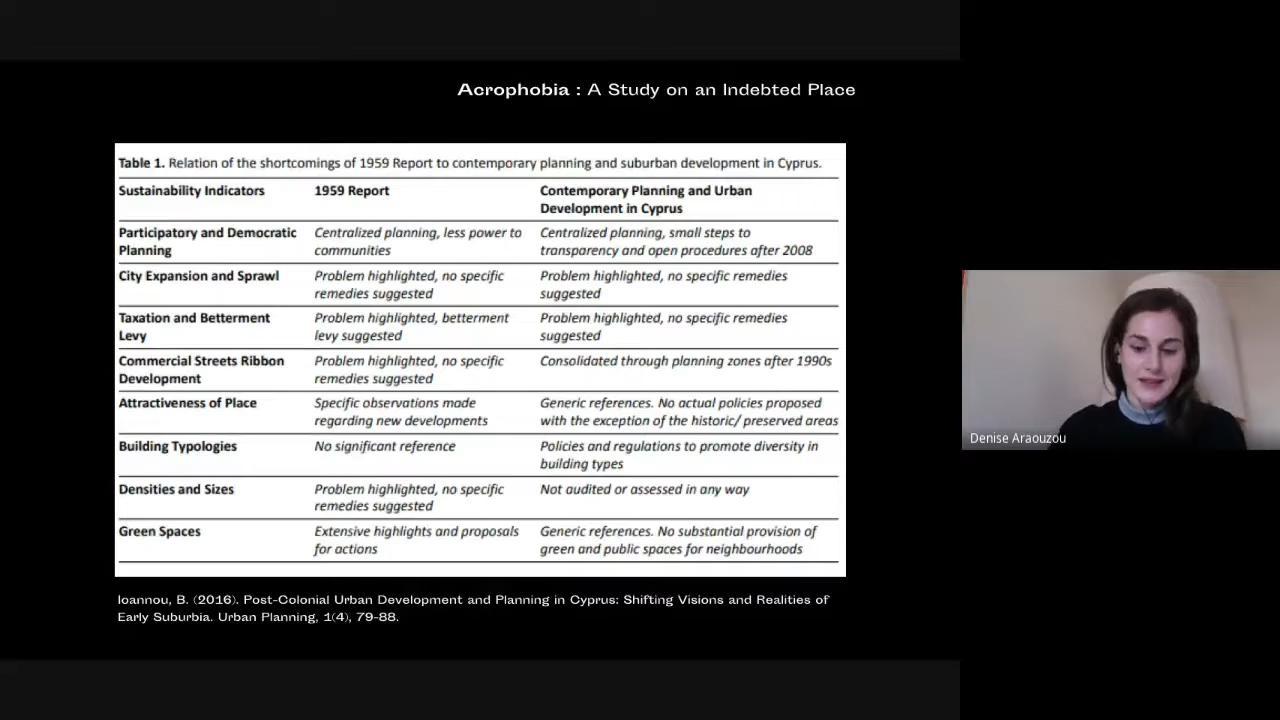 Acrophobia : A Study on an Indebted Place
Table 1. Relation of the shortcomings of 1959 Report to contemporary planning and suburban development in Cyprus.
Sustainability Indicators
1959 Report
Contemporary Planning and Urban
Development in Cyprus
Participatory and Democratic
Planning
Centralized planning, less power to
communities
Centralized planning, small steps to
transparency and open procedures after 2008
City Expansion and Sprawl
Problem highlighted, no specific
remedies suggested
Problem highlighted, no specific remedies
suggested
Taxation and Betterment
Levy
Problem highlighted, betterment
levy suggested
Problem highlighted, no specific remedies
suggested
Commercial Streets Ribbon
Development
Problem highlighted, no specific
remedies suggested
Consolidated through planning zones after 1990s
Attractiveness of Place
Specific observations made
regarding new developments
Generic references. No actual policies proposed
with the exception of the historic/ preserved areas
Building Typologies
No significant reference
Policies and regulations to promote diversity in
building types
Densities and Sizes
Problem highlighted, no specific
remedies suggested
Not audited or assessed in any way
Green Spaces
Extensive highlights and proposals
for actions
Generic references. No substantial provision of
green and public spaces for neighbourhoods
Ioannou, B. (2016). Post-Colonial Urban Development and Planning in Cyprus: Shifting Visions and Realities of
Early Suburbia. Urban Planning, 1(4), 79-88.
Denise Araouzou